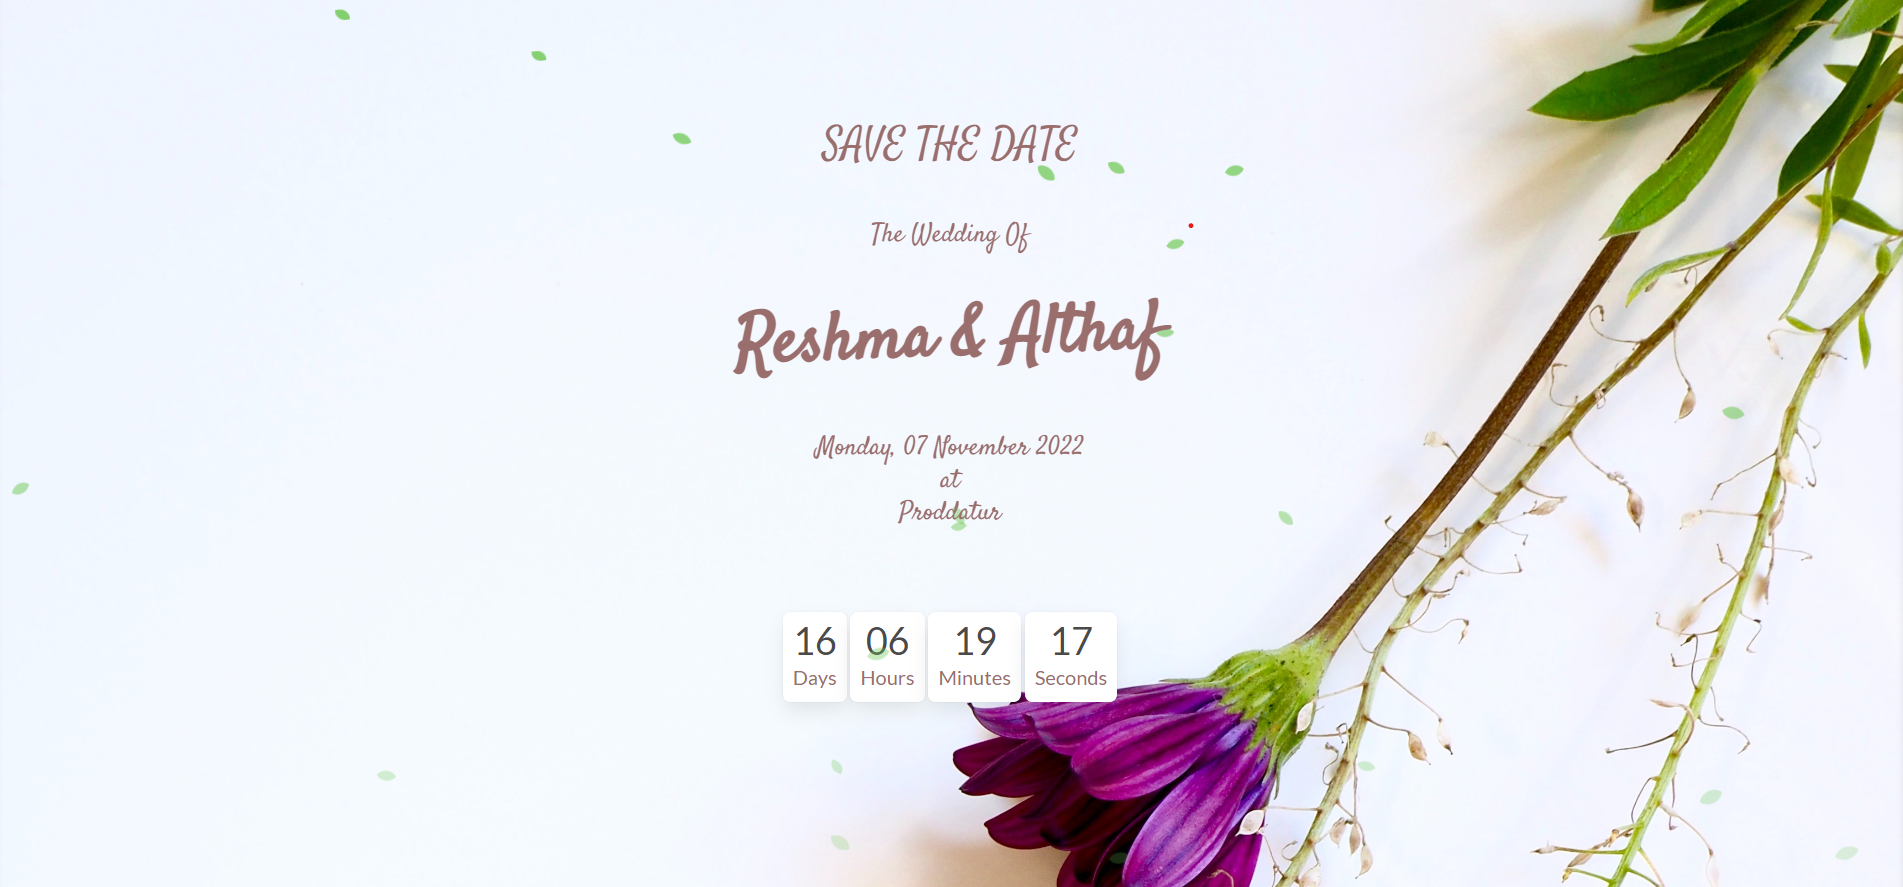 SAVE THE DATE
The Wedding Of
Reshma & Althaf
Monday, 07 November 2022
at
Proddatur
16 06 19 17
Days Hours Minutes Seconds